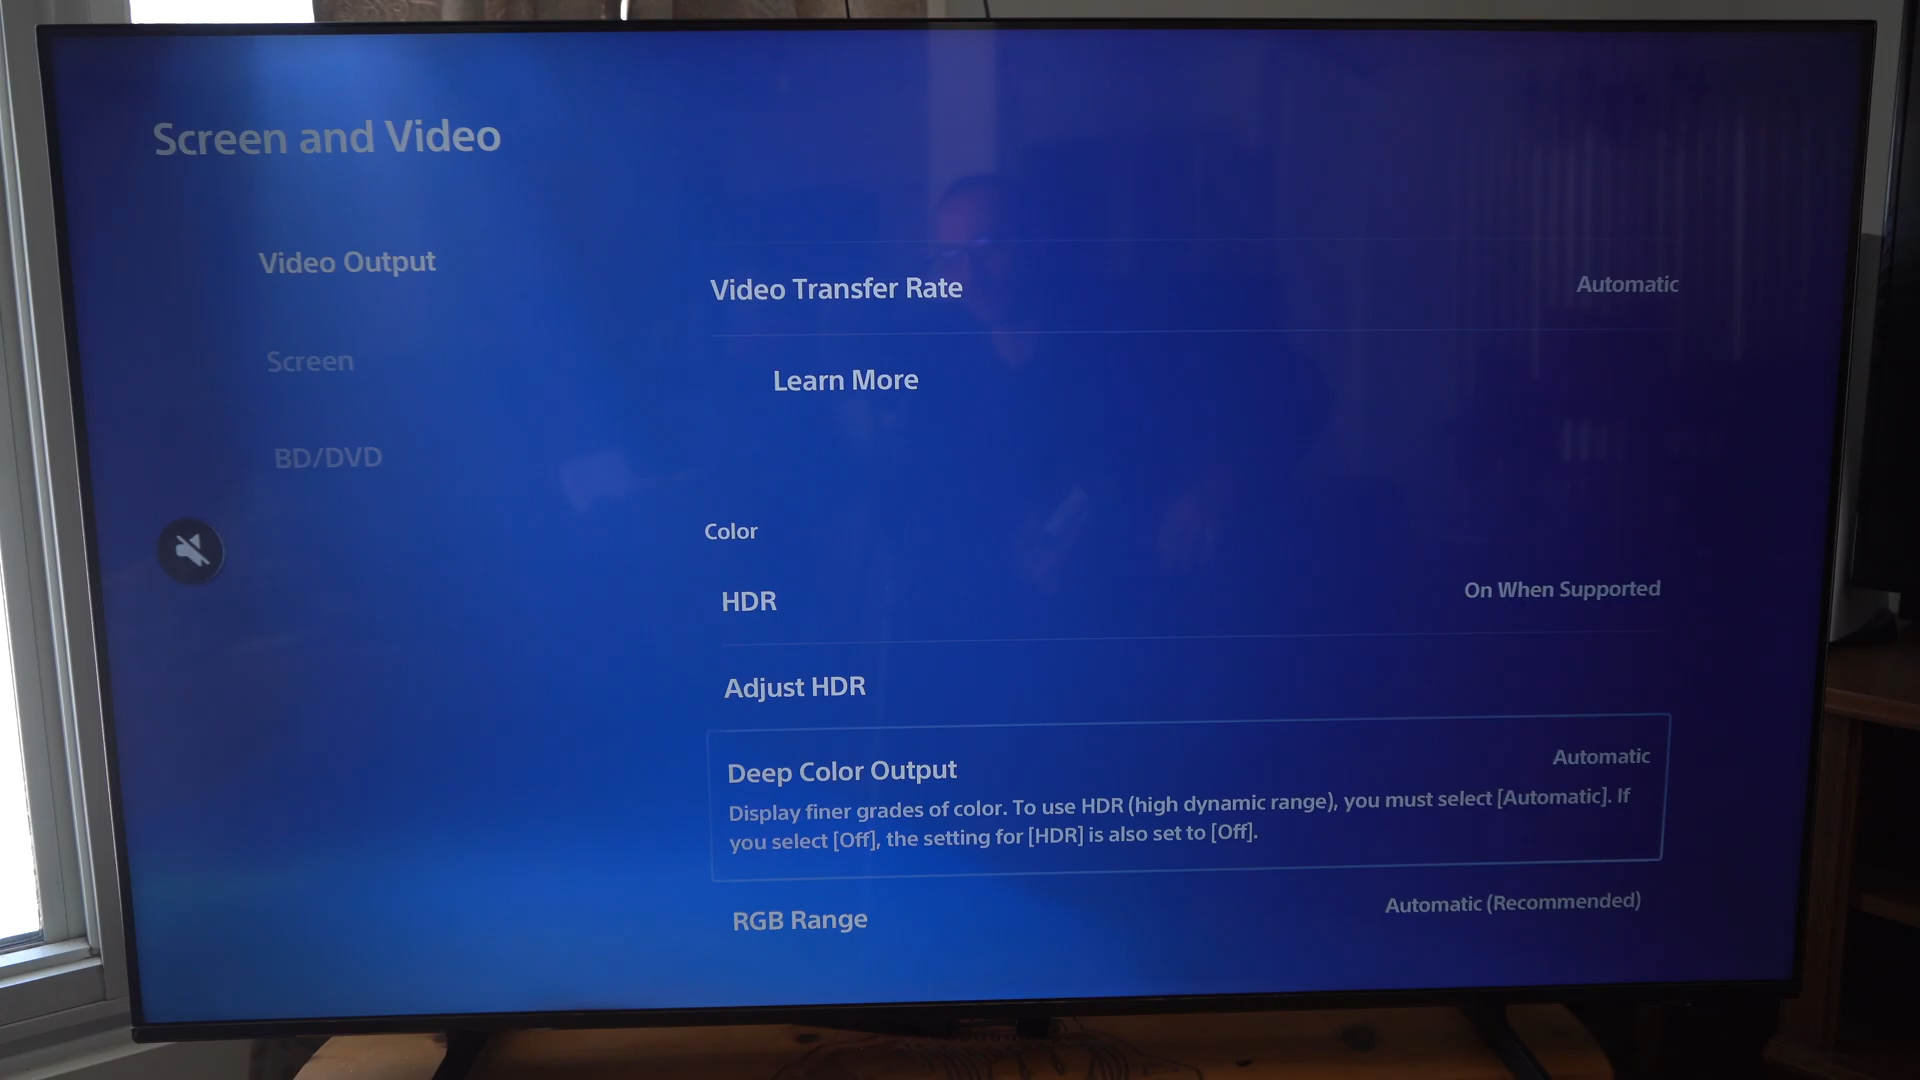 Screen and Video
Video Output
Screen
BD/DVD
Video Transfer Rate
Automatic
Learn More
Color
HDR
On When Supported
Adjust HDR
Deep Color Output
Automatic
Display finer grades of color. To use HDR (high dynamic range), you must select [Automatic]. If
you select [Off], the setting for [HDR] is also set to [Off].
RGB Range
Automatic (Recommended)